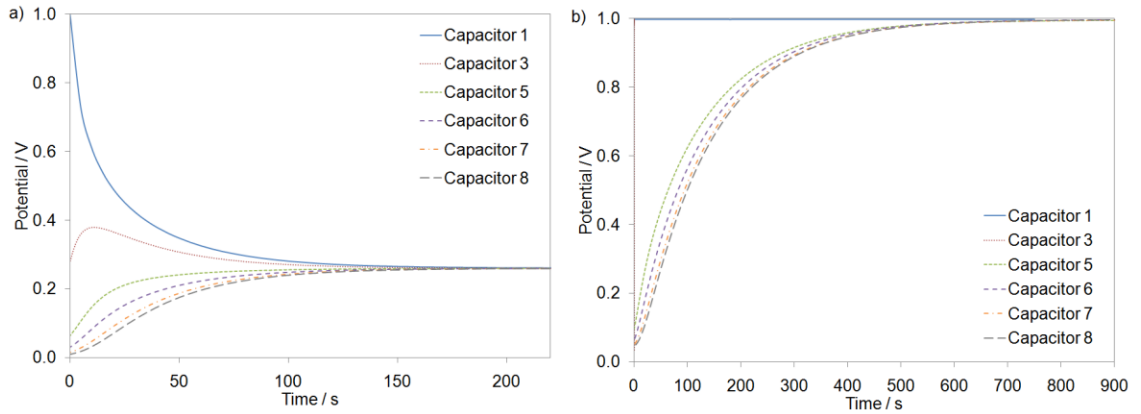 a)
1.0
0.8
0.6
0.4
0.2
0.0
Potential / V
0
50
100
150
200
Time / s
Capacitor 1
Capacitor 3
Capacitor 5
Capacitor 6
Capacitor 7
Capacitor 8
b)
1.0
0.8
0.6
0.4
0.2
0.0
Potential / V
0
100
200
300
400
500
600
700
800
900
Time / s
Capacitor 1
Capacitor 3
Capacitor 5
Capacitor 6
Capacitor 7
Capacitor 8